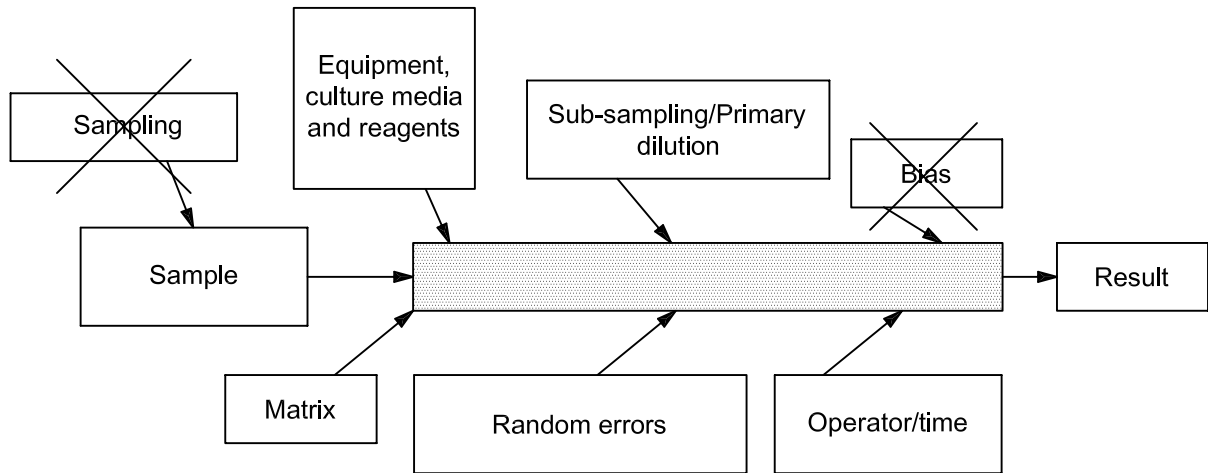 Equipment,
culture media
and reagents
Sampling
Sub-sampling/Primary
dilution
Bias
Sample
Result
Matrix
Random errors
Operator/time